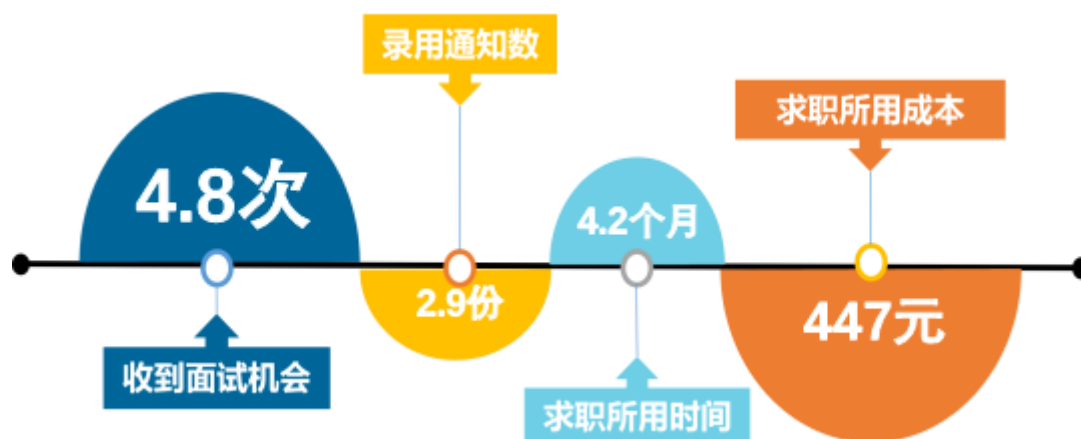 录用通知数
求职所用成本
4.8次
4.2个月
2.9份
447元
收到面试机会
求职所用时间